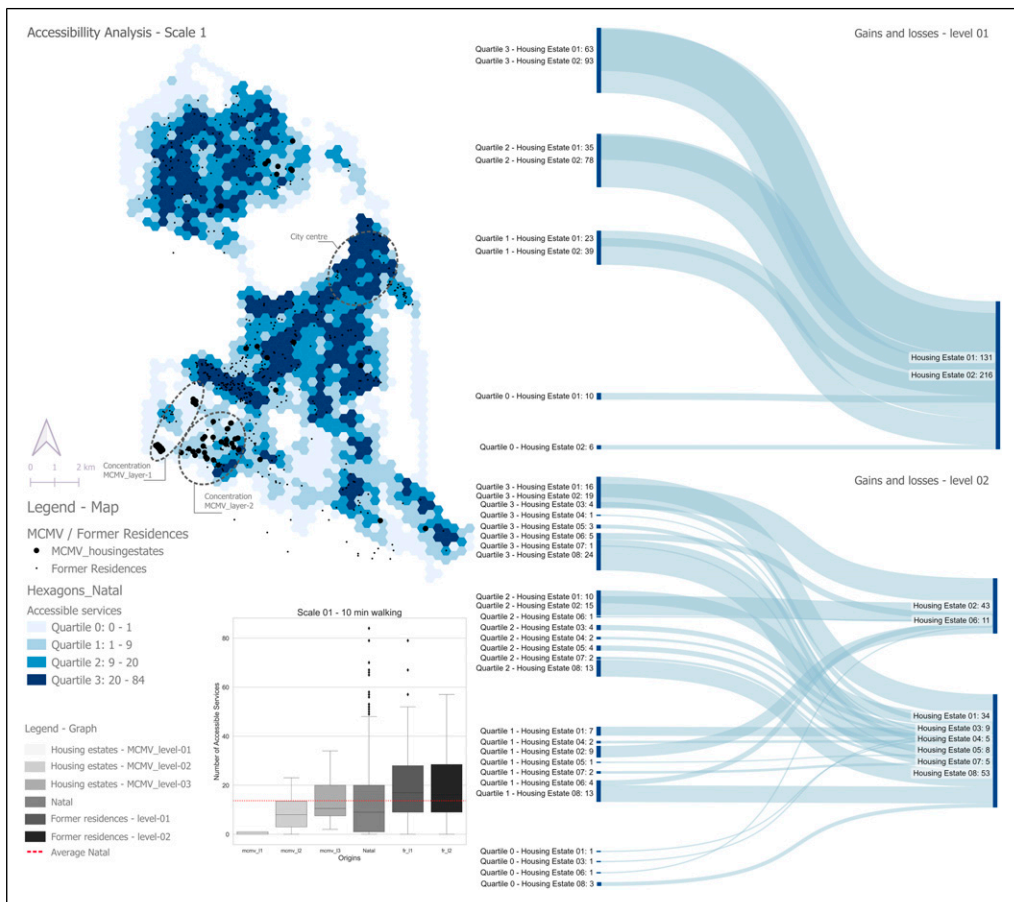 Accessibillity Analysis - Scale 1
City centre
0 1 2 km
Concentration
MCMV_layer-1
Concentration
MCMV_layer-2
Legend - Map
MCMV / Former Residences
MCMV_housingestates
Former Residences
Hexagons_Natal
Accessible services
Quartile 0: 0 - 1
Quartile 1: 1 - 9
Quartile 2: 9 - 20
Quartile 3: 20 - 84
Legend - Graph
Housing estates - MCMV_level-01
Housing estates - MCMV_level-02
Housing estates - MCMV_level-03
Natal
Former residences - level-01
Former residences - level-02
Average Natal
Scale 01 - 10 min walking
Number of Accessible Services
80
60
40
20
0
mcmv_l1 mcmv_l2 mcmv_l3 Natal fr_l1 fr_l2
Origins
Gains and losses - level 01
Quartile 3 - Housing Estate 01: 63
Quartile 3 - Housing Estate 02: 93
Quartile 2 - Housing Estate 01: 35
Quartile 2 - Housing Estate 02: 78
Quartile 1 - Housing Estate 01: 23
Quartile 1 - Housing Estate 02: 39
Quartile 0 - Housing Estate 01: 10
Quartile 0 - Housing Estate 02: 6
Housing Estate 01: 131
Housing Estate 02: 216
Gains and losses - level 02
Quartile 3 - Housing Estate 01: 16
Quartile 3 - Housing Estate 02: 19
Quartile 3 - Housing Estate 03: 4
Quartile 3 - Housing Estate 04: 1
Quartile 3 - Housing Estate 05: 3
Quartile 3 - Housing Estate 06: 5
Quartile 3 - Housing Estate 07: 1
Quartile 3 - Housing Estate 08: 24
Quartile 2 - Housing Estate 01: 10
Quartile 2 - Housing Estate 02: 15
Quartile 2 - Housing Estate 06: 1
Quartile 2 - Housing Estate 03: 4
Quartile 2 - Housing Estate 04: 2
Quartile 2 - Housing Estate 05: 4
Quartile 2 - Housing Estate 07: 2
Quartile 2 - Housing Estate 08: 13
Quartile 1 - Housing Estate 01: 7
Quartile 1 - Housing Estate 04: 2
Quartile 1 - Housing Estate 02: 9
Quartile 1 - Housing Estate 05: 1
Quartile 1 - Housing Estate 07: 2
Quartile 1 - Housing Estate 06: 4
Quartile 1 - Housing Estate 08: 13
Quartile 0 - Housing Estate 01: 1
Quartile 0 - Housing Estate 03: 1
Quartile 0 - Housing Estate 06: 1
Quartile 0 - Housing Estate 08: 3
Housing Estate 02: 43
Housing Estate 06: 11
Housing Estate 01: 34
Housing Estate 03: 9
Housing Estate 04: 5
Housing Estate 05: 8
Housing Estate 07: 5
Housing Estate 08: 53